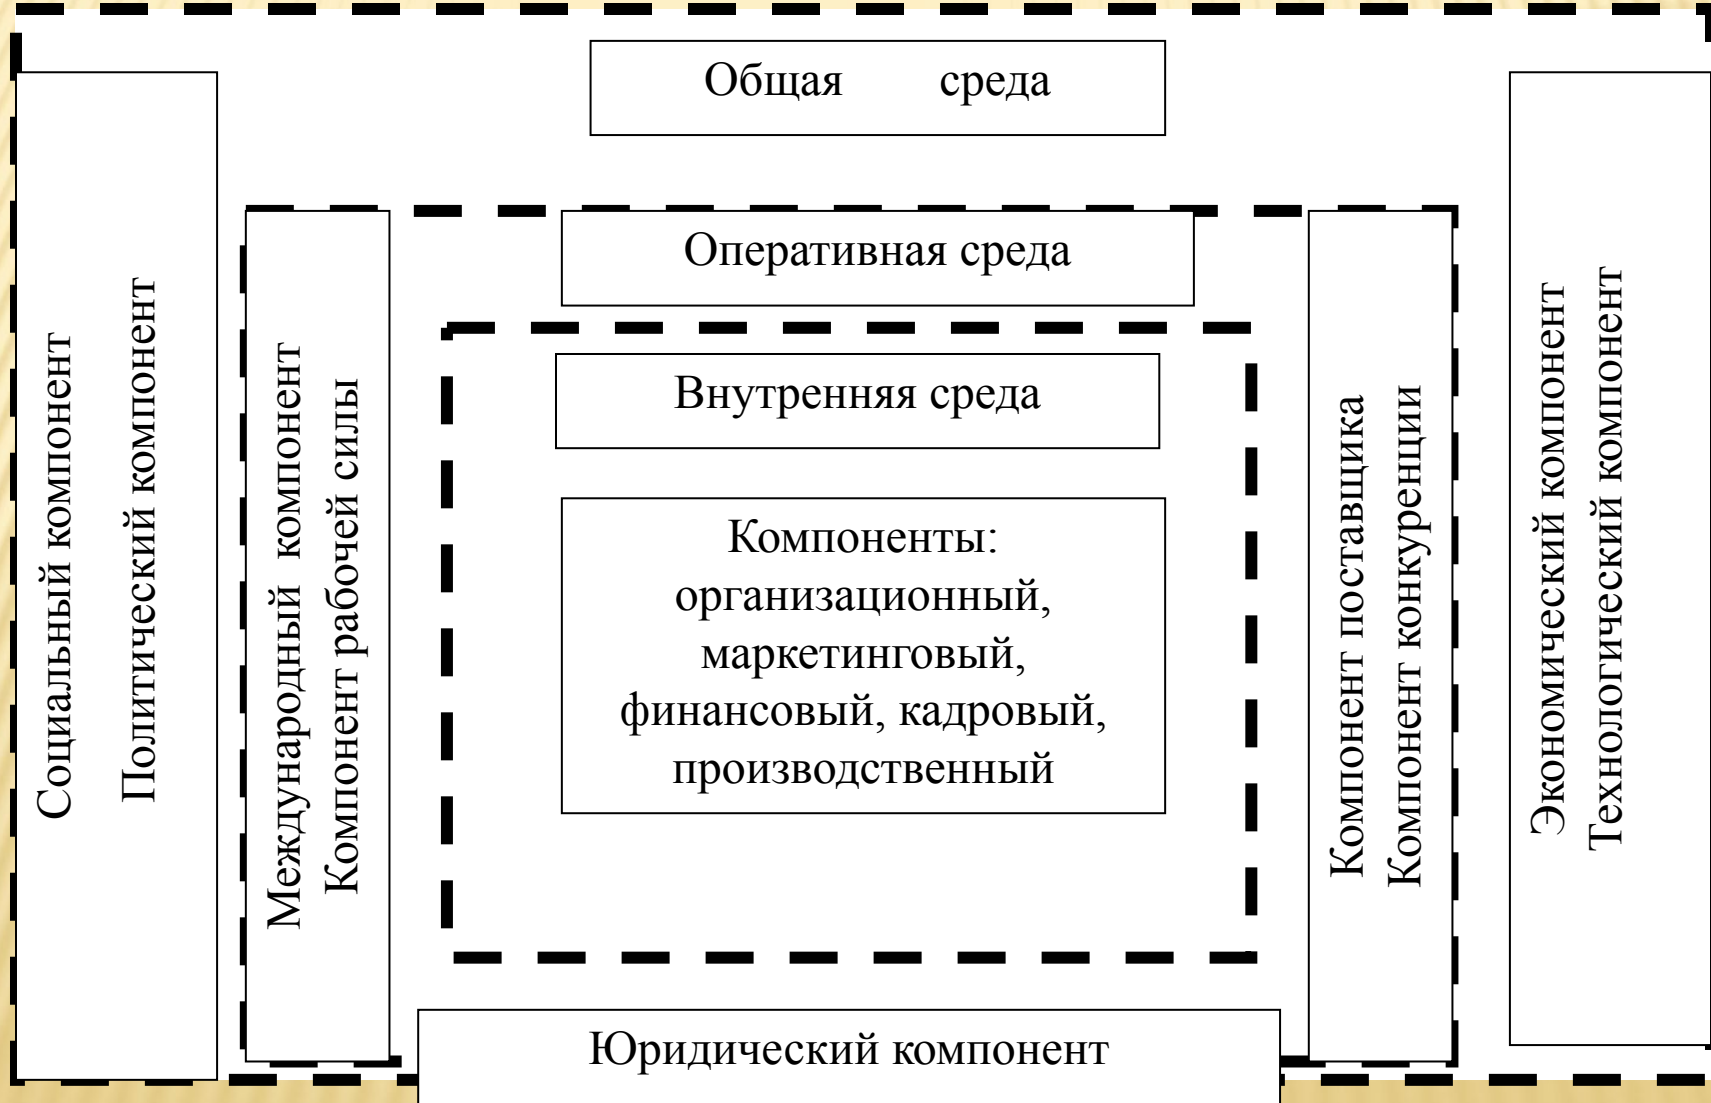 Общая среда
Социальный компонент
Политический компонент
Международный компонент
Компонент рабочей силы
Оперативная среда
Внутренняя среда
Компоненты:
организационный,
маркетинговый,
финансовый, кадровый,
производственный
Компонент поставщика
Компонент конкуренции
Экономический компонент
Технологический компонент
Юридический компонент